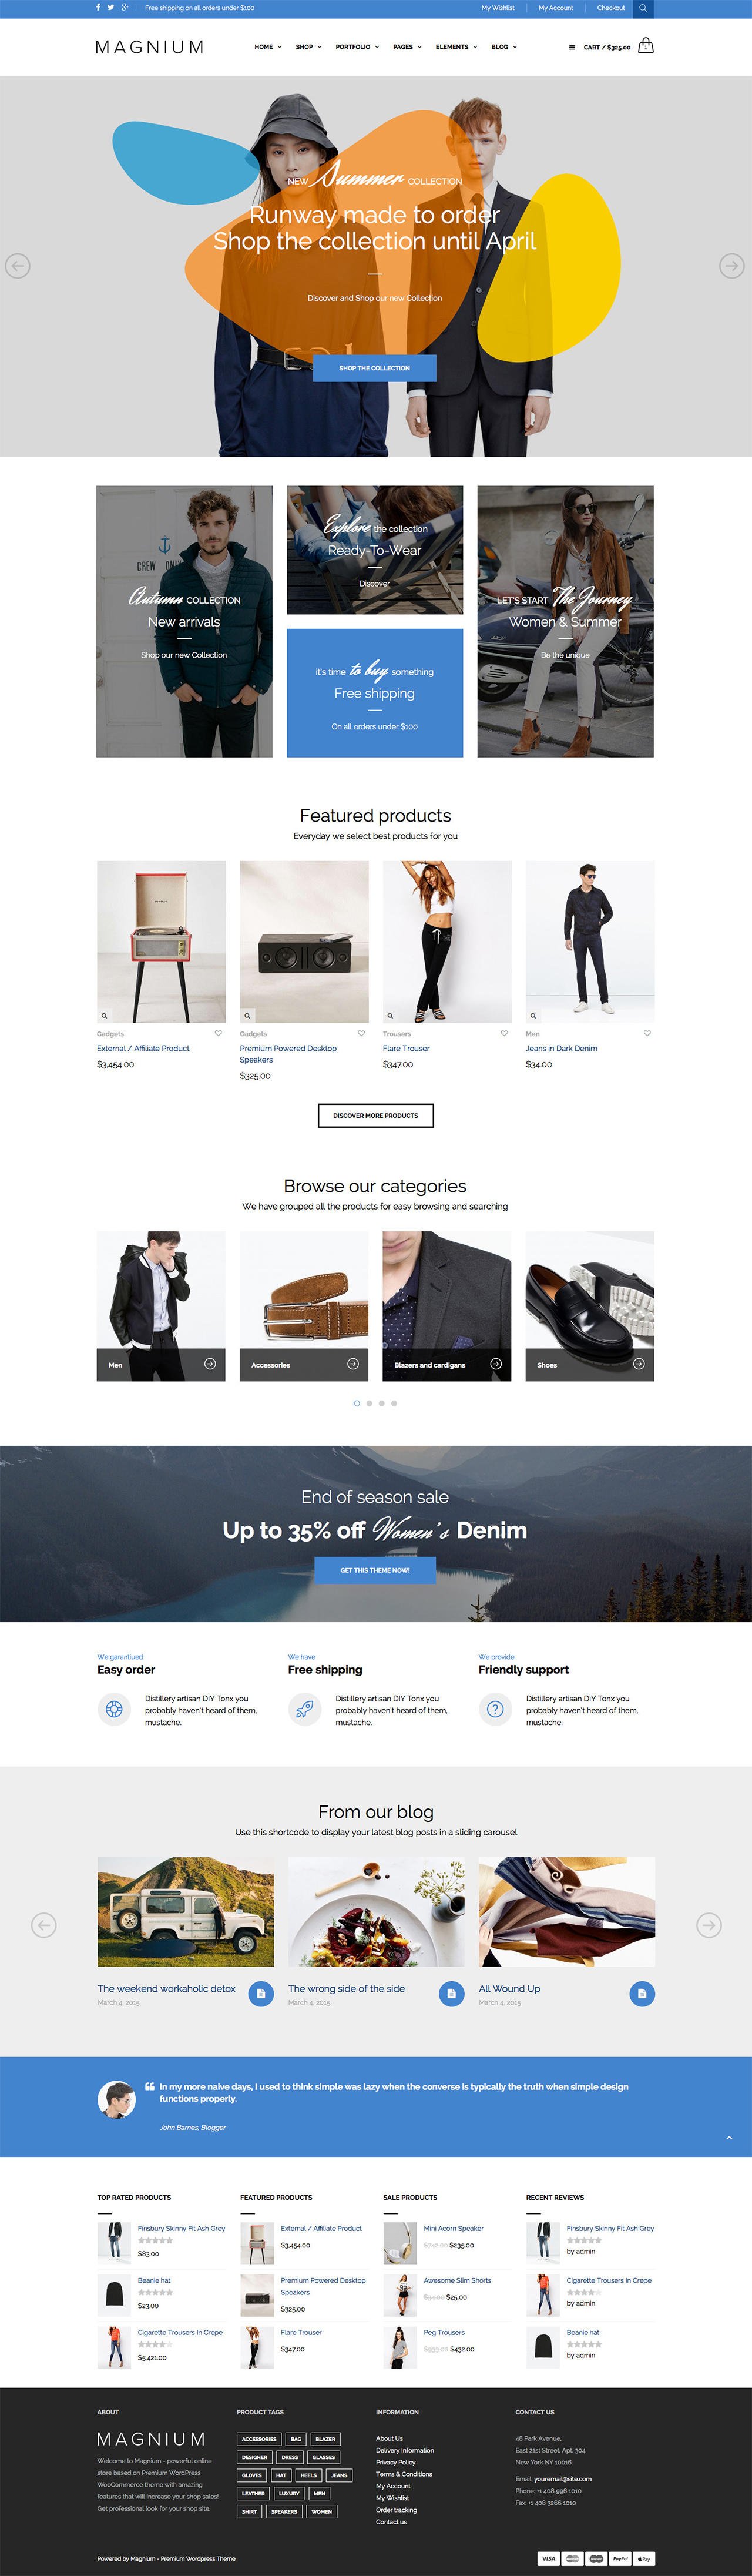 Free shipping on all orders under $100
My Wishlist
My Account
Checkout
MAGNIUM
HOME
SHOP
PORTFOLIO
PAGES
ELEMENTS
BLOG
CART / $325.00
1
NEW Summer COLLECTION
Runway made to order
Shop the collection until April
Discover and Shop our new Collection
SHOP THE COLLECTION
CREW ONLY
Autumn COLLECTION
New arrivals
Shop our new Collection
Explore the collection
Ready-To-Wear
Discover
it's time to buy something
Free shipping
On all orders under $100
LET'S START The Journey
Women & Summer
Be the unique
Featured products
Everyday we select best products for you
Gadgets
External / Affiliate Product
$3,454.00
Gadgets
Premium Powered Desktop
Speakers
$325.00
Trousers
Flare Trouser
$347.00
Men
Jeans in Dark Denim
$34.00
DISCOVER MORE PRODUCTS
Browse our categories
We have grouped all the products for easy browsing and searching
Men
Accessories
Blazers and cardigans
Shoes
End of season sale
Up to 35% off Women's Denim
GET THIS THEME NOW!
We garantiued
Easy order
Distillery artisan DIY Tonx you
probably haven't heard of them,
mustache.
We have
Free shipping
Distillery artisan DIY Tonx you
probably haven't heard of them,
mustache.
We provide
Friendly support
Distillery artisan DIY Tonx you
probably haven't heard of them,
mustache.
From our blog
Use this shortcode to display your latest blog posts in a sliding carousel
The weekend workaholic detox
March 4, 2015
The wrong side of the side
March 4, 2015
All Wound Up
March 4, 2015
In my more naive days, I used to think simple was lazy when the converse is typically the truth when simple design
functions properly.
John Barnes, Blogger
TOP RATED PRODUCTS
Finsbury Skinny Fit Ash Grey
$83.00
Beanie hat
$23.00
Cigarette Trousers In Crepe
$5,421.00
FEATURED PRODUCTS
External / Affiliate Product
$3,454.00
Premium Powered Desktop
Speakers
$325.00
Flare Trouser
$347.00
SALE PRODUCTS
Mini Acorn Speaker
$235.00
Awesome Slim Shorts
$25.00
Peg Trousers
$432.00
RECENT REVIEWS
Finsbury Skinny Fit Ash Grey
by admin
Cigarette Trousers In Crepe
by admin
Beanie hat
by admin
ABOUT
MAGNIUM
Welcome to Magnium - powerful online
store based on Premium WordPress
WooCommerce theme with amazing
features that will increase your shop sales!
Get professional look for your shop site.
PRODUCT TAGS
ACCESSORIES
BAG
BLAZER
DESIGNER
DRESS
GLASSES
GLOVES
HAT
HEELS
JEANS
LEATHER
LUXURY
MEN
SHIRT
SPEAKERS
WOMEN
INFORMATION
About Us
Delivery Information
Privacy Policy
Terms & Conditions
My Account
My Wishlist
Order tracking
Contact us
CONTACT US
48 Park Avenue,
East 21st Street, Apt. 304
New York NY 10016
Email: youremail@site.com
Phone: +1 408 996 1010
Fax: +1 408 3266 1010
Powered by Magnium - Premium Wordpress Theme
VISA
PayPal
Pay